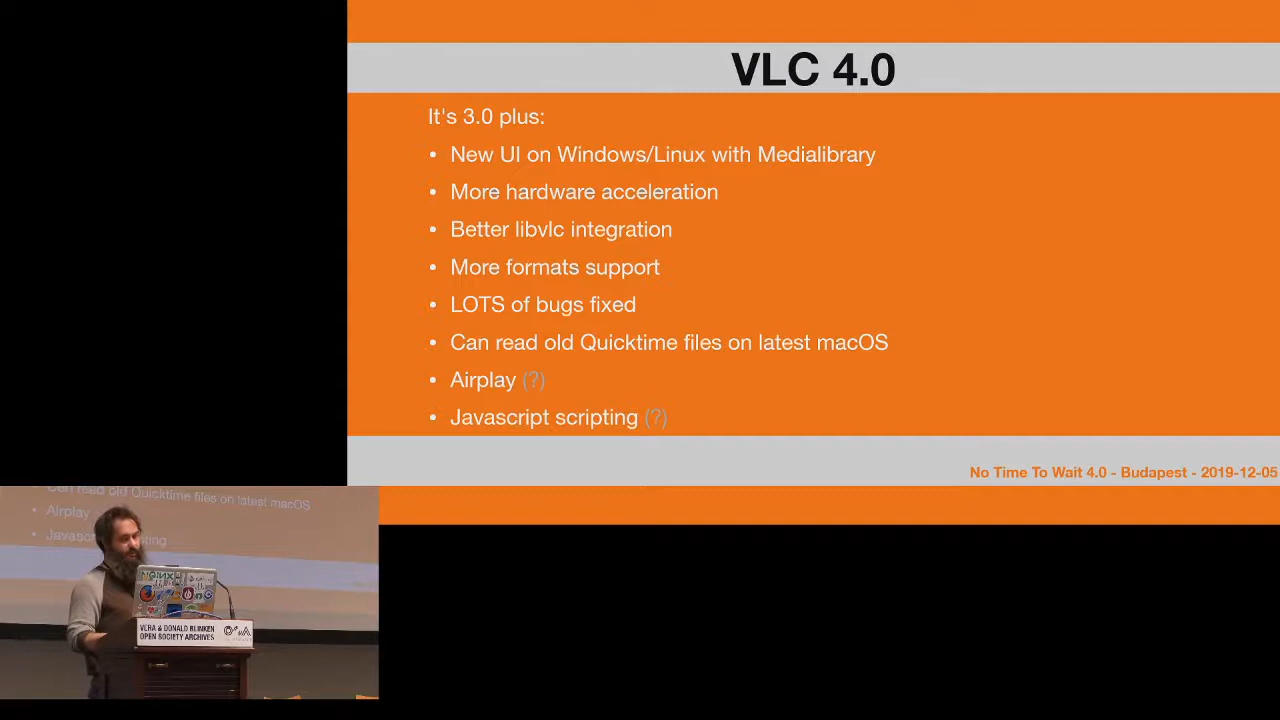 VLC 4.0
It's 3.0 plus:
• New UI on Windows/Linux with Medialibrary
• More hardware acceleration
• Better libvlc integration
• More formats support
• LOTS of bugs fixed
• Can read old Quicktime files on latest macOS
• Airplay (?)
• Javascript scripting (?)
No Time To Wait 4.0 - Budapest - 2019-12-05
Can read old Quicktime files on latest macOS
• Airplay
VERA & DONALD BLINKEN
OPEN SOCIETY ARCHIVES